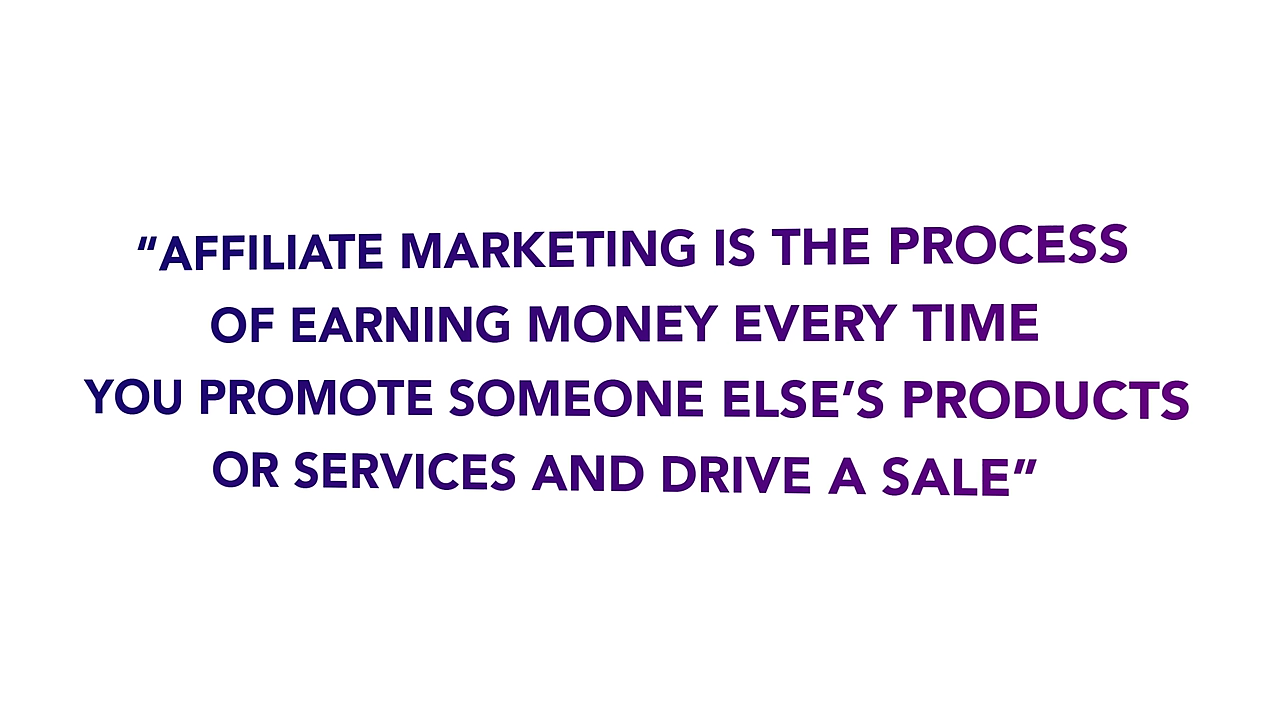 “AFFILIATE MARKETING IS THE PROCESS
OF EARNING MONEY EVERY TIME
YOU PROMOTE SOMEONE ELSE’S PRODUCTS
OR SERVICES AND DRIVE A SALE”